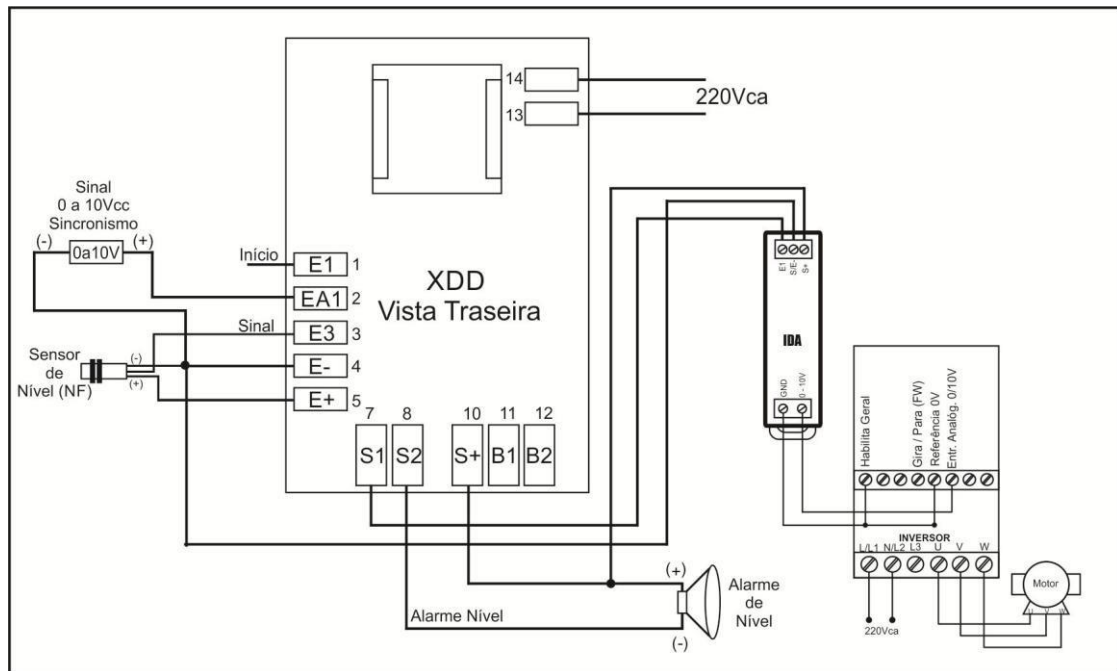 14
220Vca
13
Sinal
0 a 10Vcc
Sincronismo
(-)
0a10V
(+)
Início
E1
1
EA1
2
Sinal
E3
3
E-
4
E+
5
Sensor
de
Nível (NF)
(-)
(+)
XDD
Vista Traseira
7
8
10
11
12
S1
S2
S+
B1
B2
E1
S/E-
S+
IDA
GND
0 - 10V
Habilita Geral
Gira / Para (FW)
Referência 0V
Entr. Analóg. 0/10V
INVERSOR
L/L1
N/L2
L3
U
V
W
220Vca
Motor
U
V
W
(+)
Alarme
de
Nível
(-)
Alarme Nível